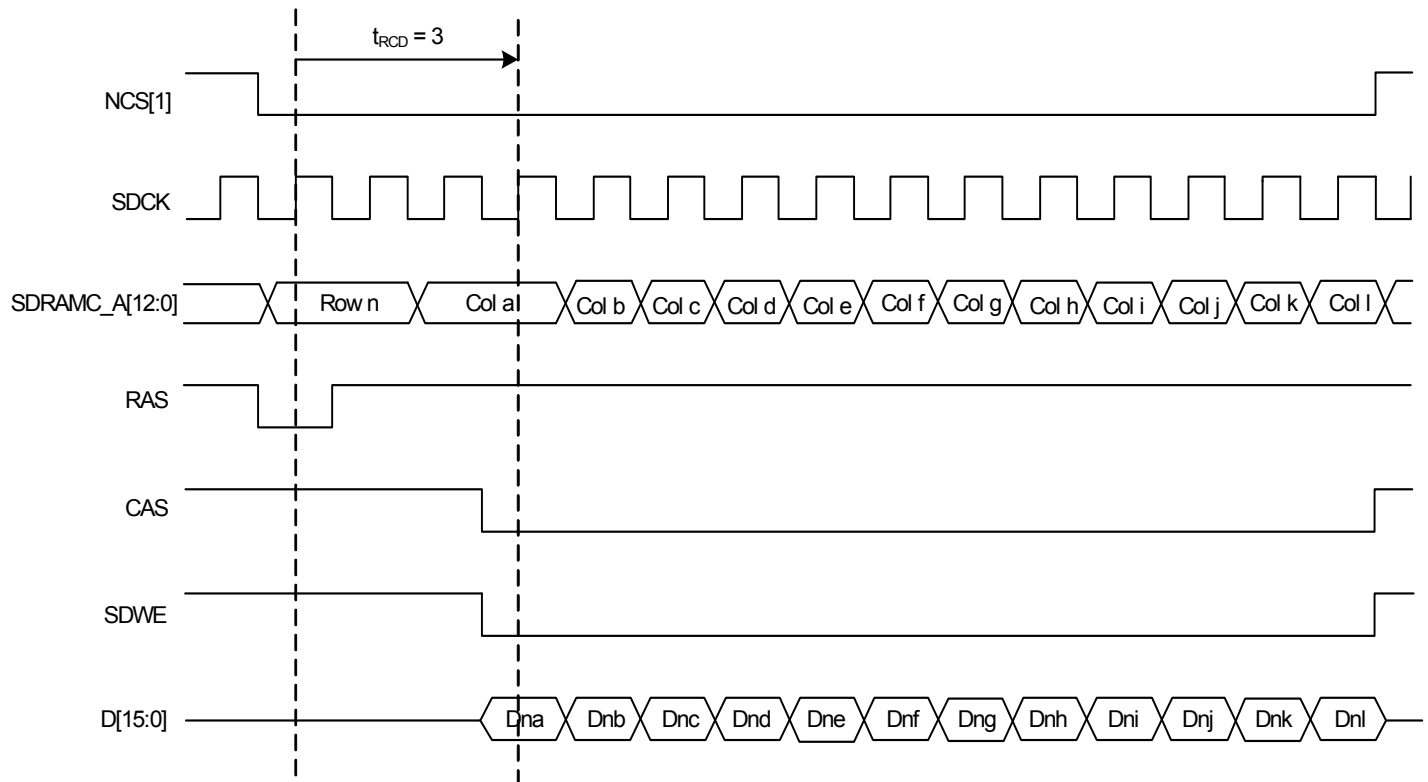 tRCD = 3
NCS[1]
SDCK
SDRAMC_A[12:0] Row n Col a Col b Col c Col d Col e Col f Col g Col h Col i Col j Col k Col l
RAS
CAS
SDWE
D[15:0] Dna Dnb Dnc Dnd Dne Dnf Dng Dnh Dni Dnj Dnk Dnl